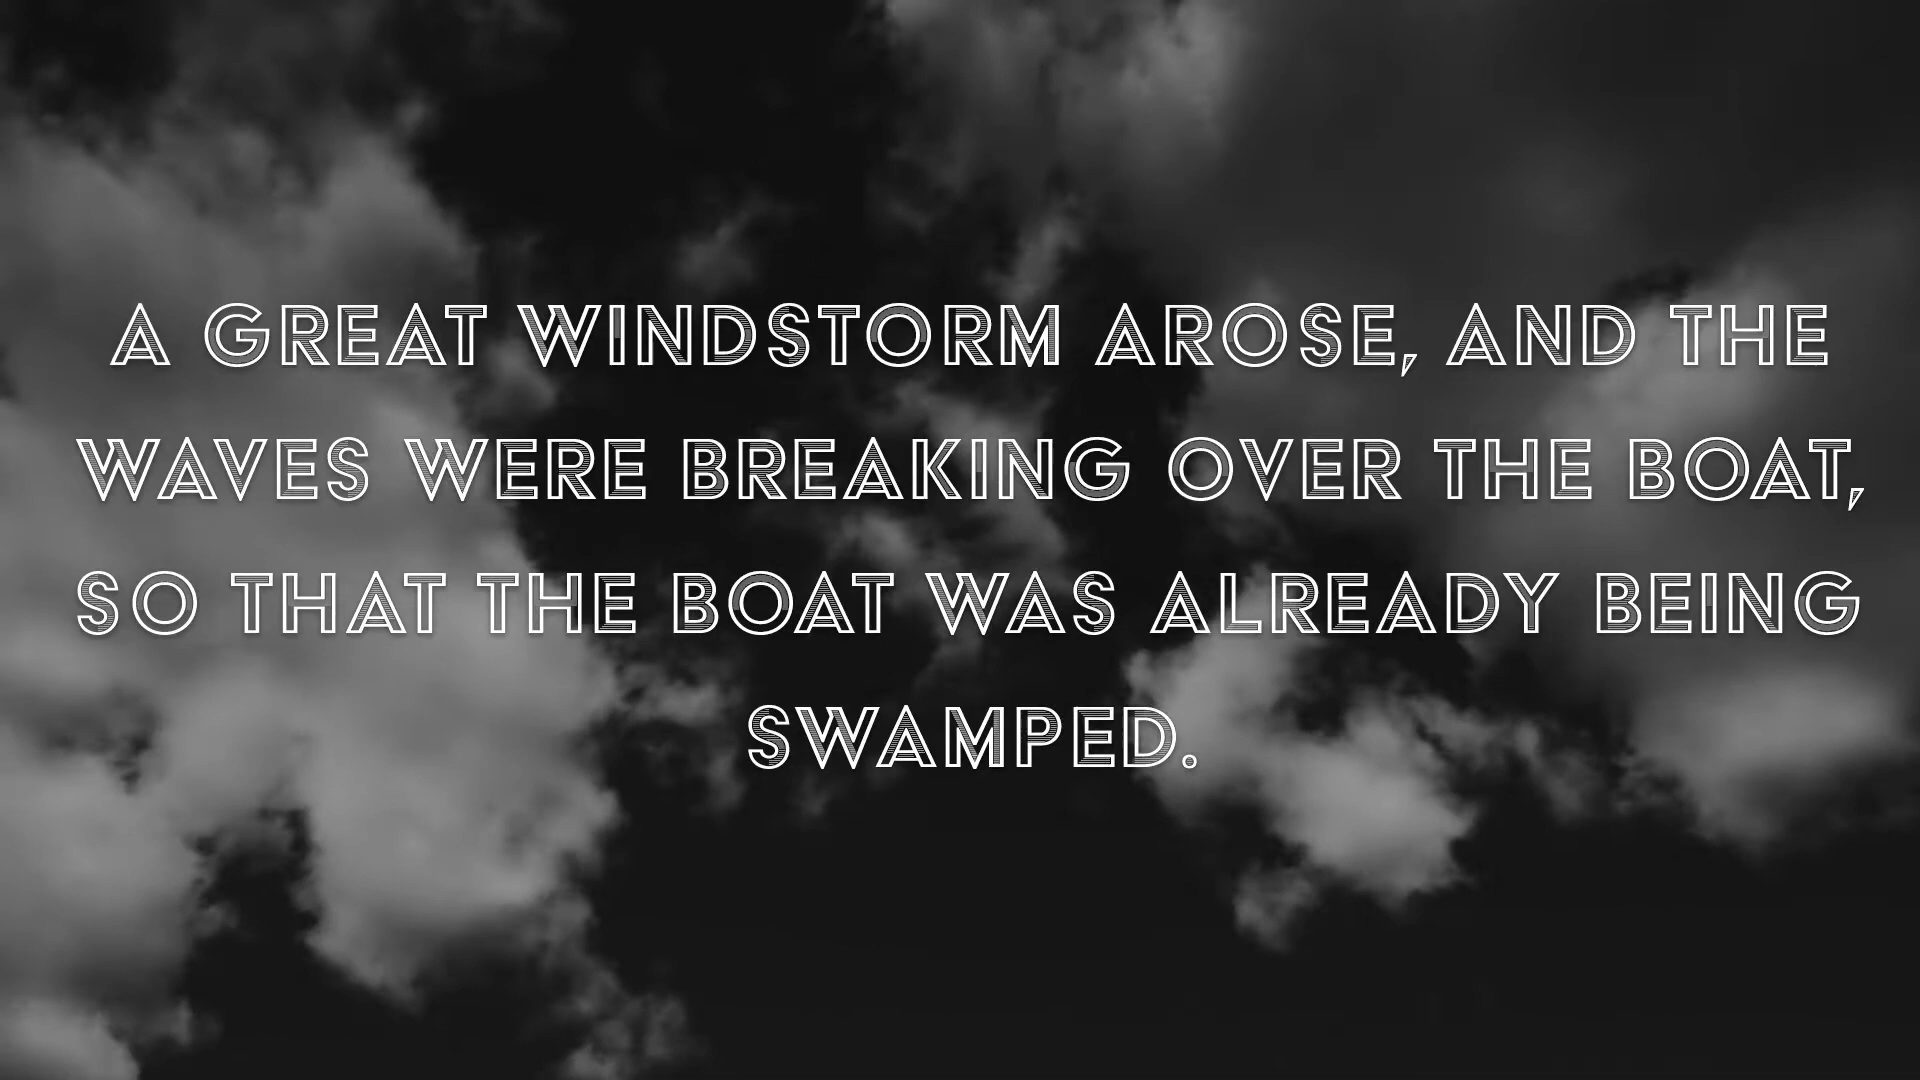 A GREAT WINDSTORM AROSE, AND THE
WAVES WERE BREAKING OVER THE BOAT,
SO THAT THE BOAT WAS ALREADY BEING
SWAMPED.